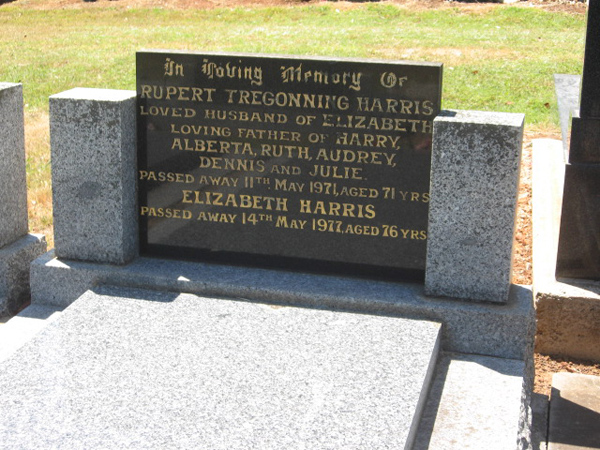 In Loving Memory Of
RUPERT TREGONNING HARRIS
LOVED HUSBAND OF ELIZABETH
LOVING FATHER OF HARRY,
ALBERTA, RUTH, AUDREY,
DENNIS AND JULIE.
PASSED AWAY 11TH MAY 1971, AGED 71 YRS
ELIZABETH HARRIS
PASSED AWAY 14TH MAY 1977, AGED 76 YRS.